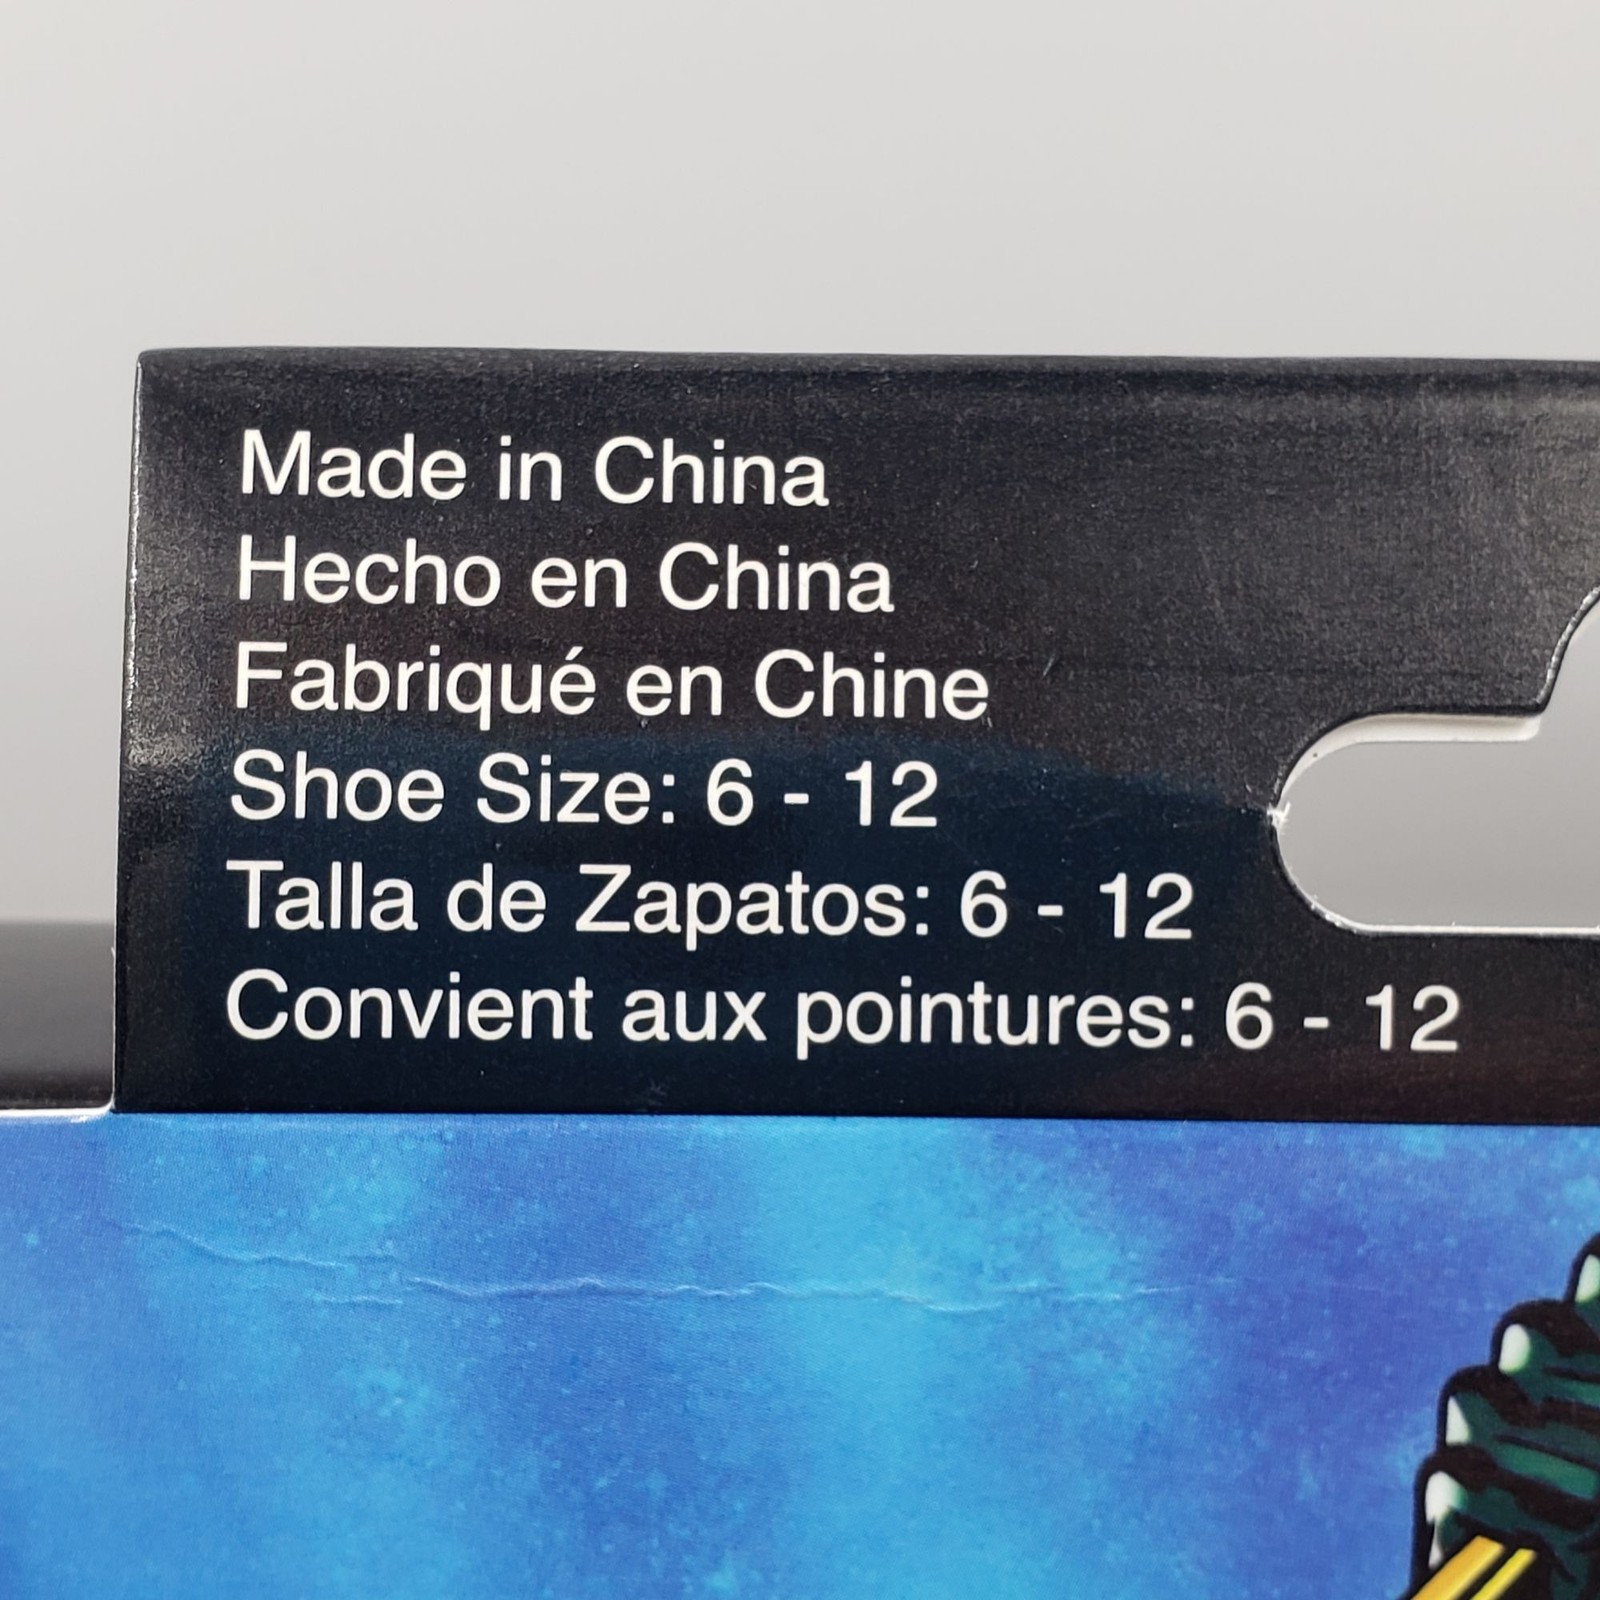 Made in China
Hecho en China
Fabriqué en Chine
Shoe Size: 6 - 12
Talla de Zapatos: 6 - 12
Convient aux pointures: 6 - 12